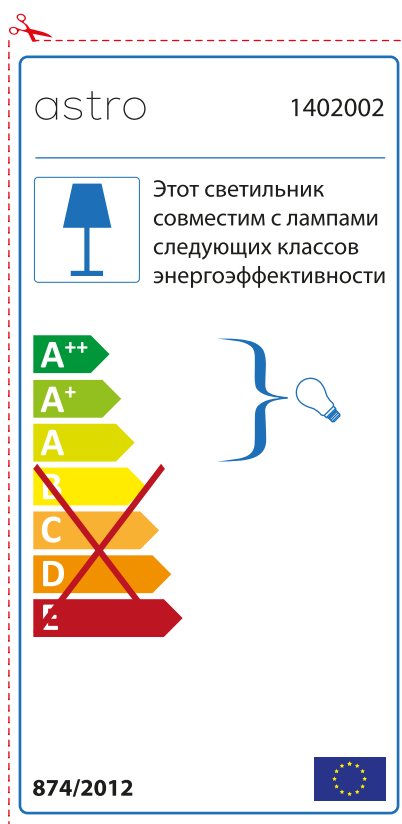 astro
1402002
Этот светильник
совместим с лампами
следующих классов
энергоэффективности
A++
A+
A
B
C
D
E
874/2012